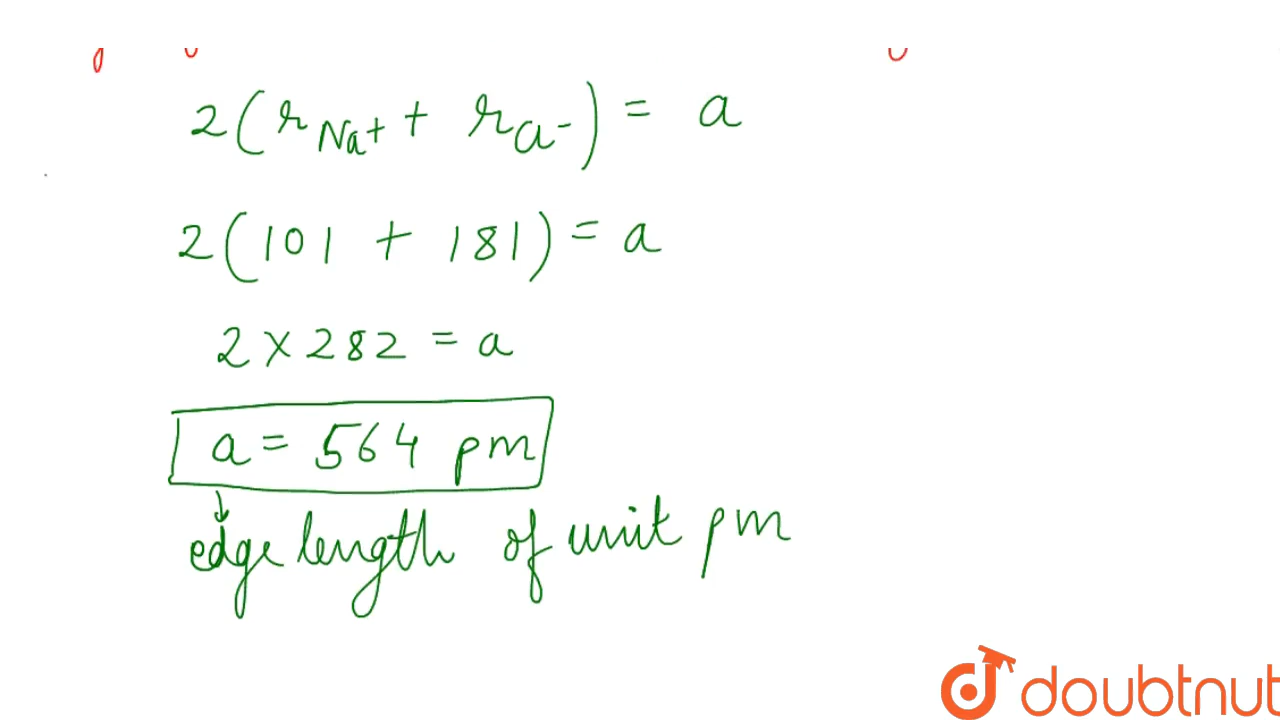 2(rNa+ + rCl-) = a
2(101 + 181) = a
2 × 282 = a
a = 564 pm
edge length of unit pm
doubtnut